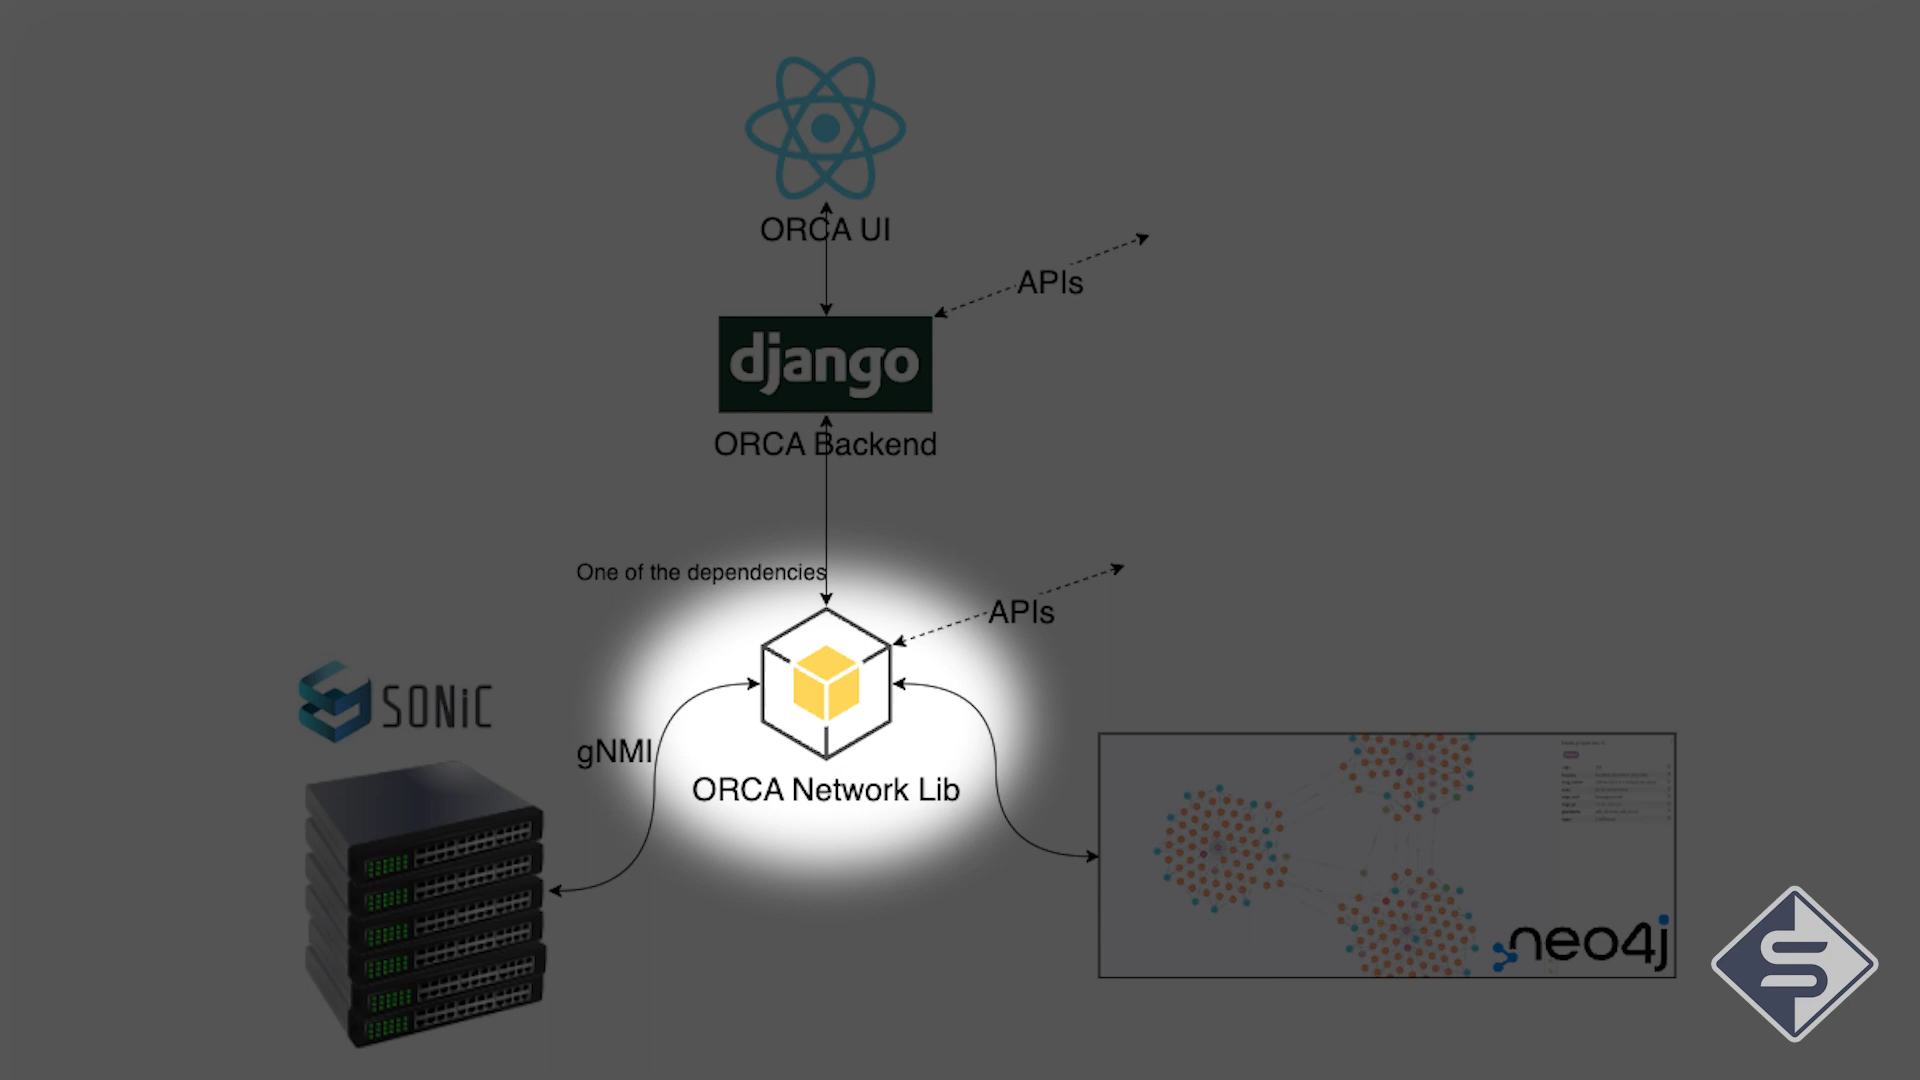 ORCA UI
APIs
django
ORCA Backend
One of the dependencies
APIs
SONiC
gNMI
ORCA Network Lib
neo4j